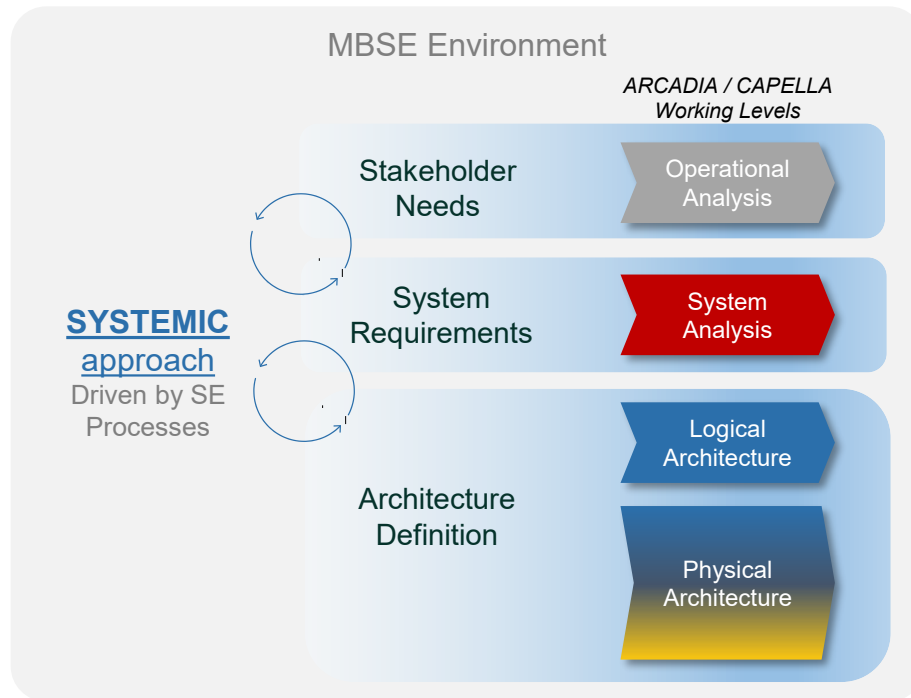 MBSE Environment
ARCADIA / CAPELLA
Working Levels
Stakeholder
Needs
Operational
Analysis
System
Requirements
System
Analysis
SYSTEMIC
approach
Driven by SE
Processes
Architecture
Definition
Logical
Architecture
Physical
Architecture